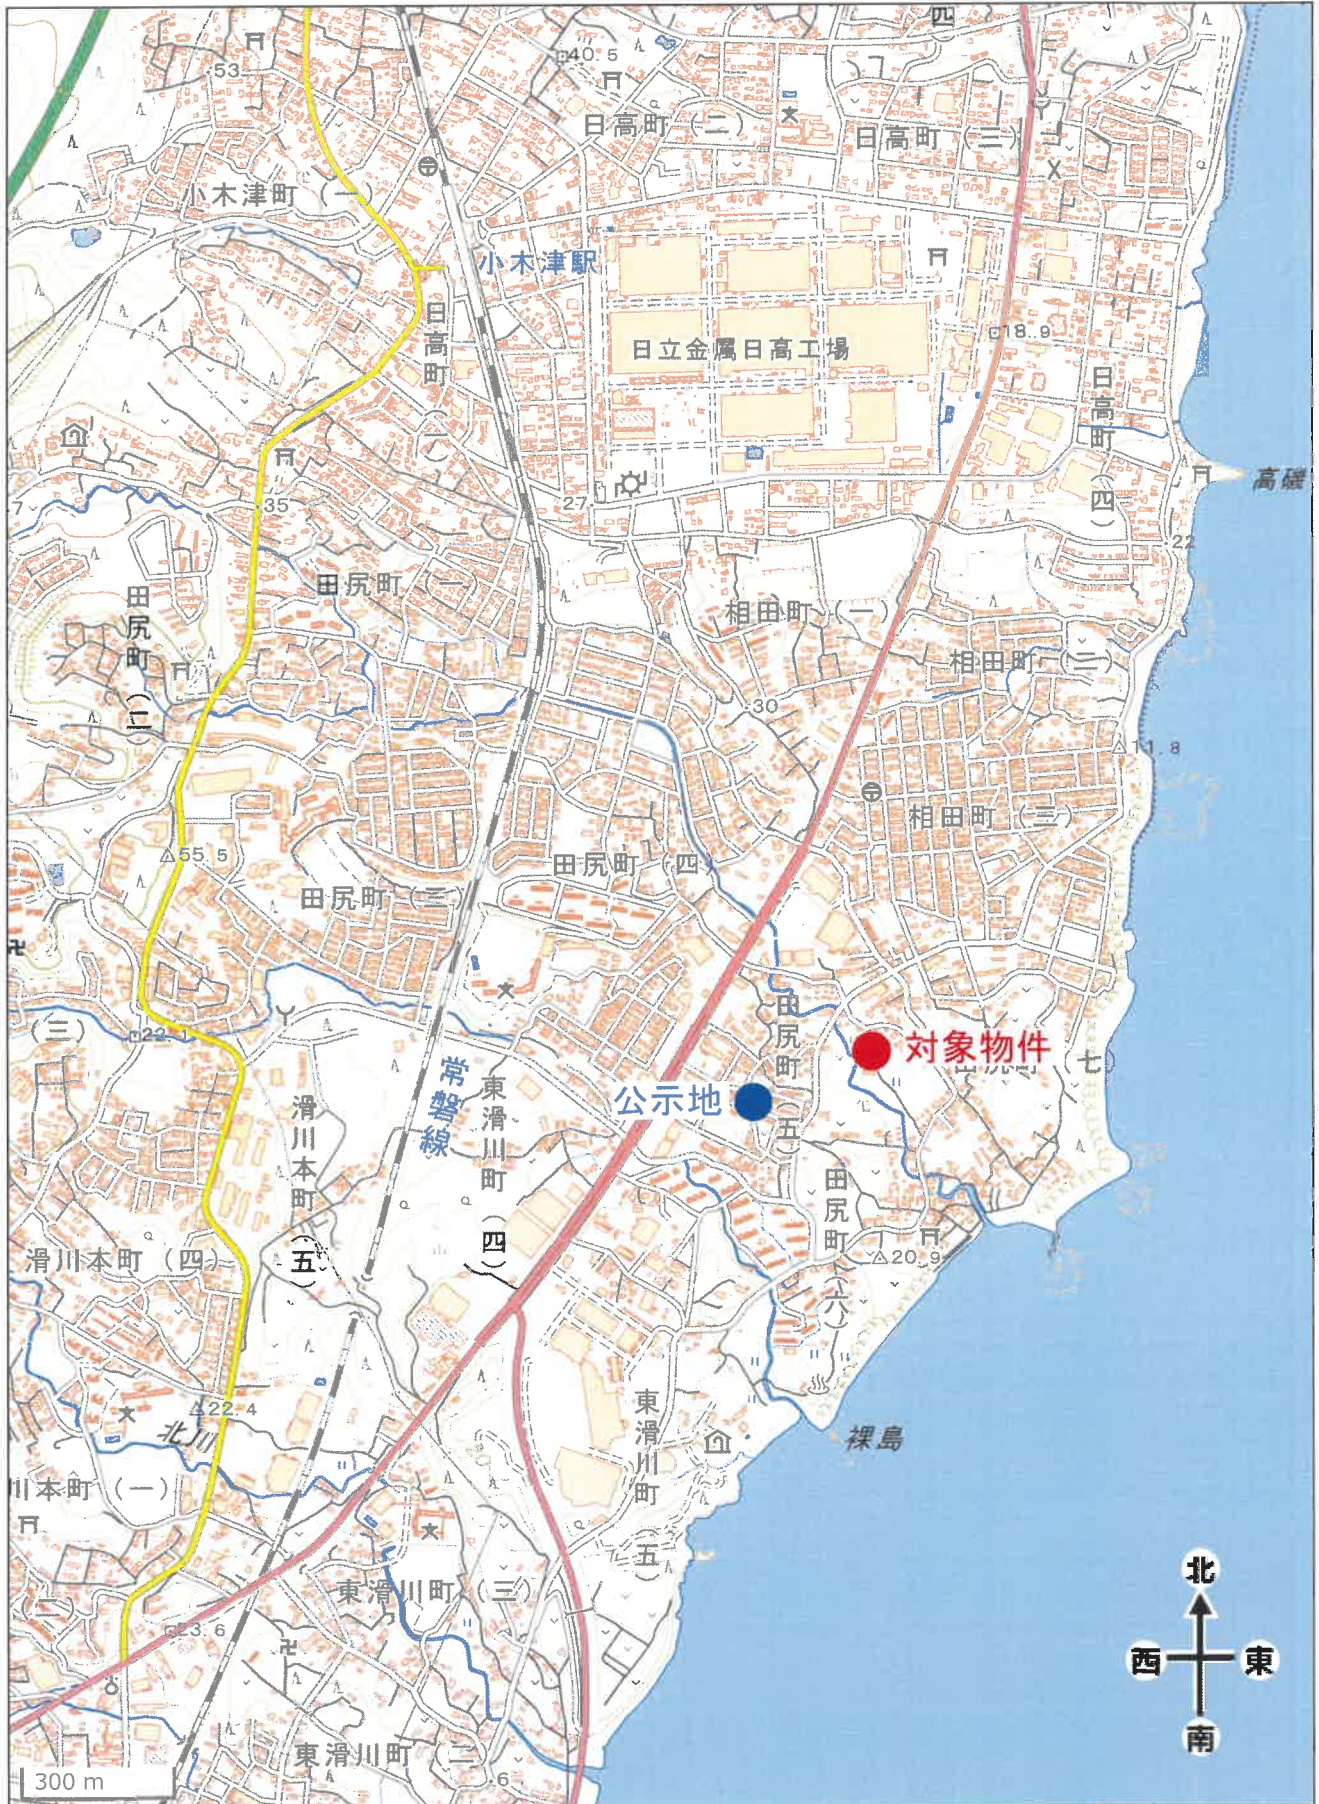 四
53
40.5
日高町(二)
日高町(三)
小木津町(一
小木津駅
日高町(一)
日立金属日高工場
18.9
日高町(四)
高磯
27
35
7
22
田尻町(一)
田尻町(二)
相田町(一)
相田町(二)
30
11.8
相田町(三)
55.5
田尻町(四
田尻町(三)
(三)
22.1
田尻町(五)
対象物件
七)
公示地
常磐線
東滑川町(四)
滑川本町(五)
田尻町(六)
20.9
滑川本町(四)
22.4
北川
裸島
東滑川町(五)
川本町(一)
(二)
東滑川町(三)
23.6
東滑川町(二)
6
北
西
東
南
300 m